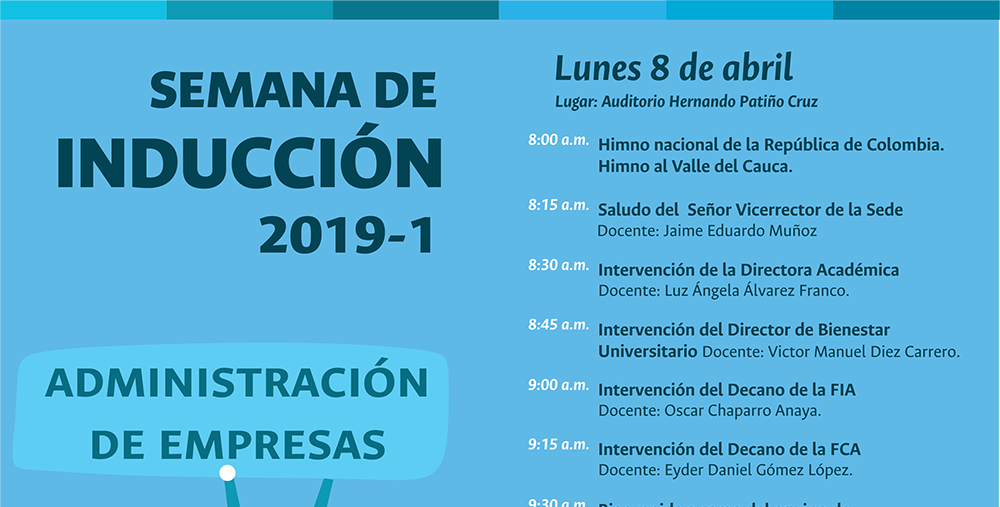 SEMANA DE
INDUCCIÓN
2019-1
ADMINISTRACIÓN
DE EMPRESAS
Lunes 8 de abril
Lugar: Auditorio Hernando Patiño Cruz
8:00 a.m. Himno nacional de la República de Colombia.
Himno al Valle del Cauca.
8:15 a.m. Saludo del Señor Vicerrector de la Sede
Docente: Jaime Eduardo Muñoz
8:30 a.m. Intervención de la Directora Académica
Docente: Luz Ángela Álvarez Franco.
8:45 a.m. Intervención del Director de Bienestar
Universitario Docente: Victor Manuel Diez Carrero.
9:00 a.m. Intervención del Decano de la FIA
Docente: Oscar Chaparro Anaya.
9:15 a.m. Intervención del Decano de la FCA
Docente: Eyder Daniel Gómez López.
9:30 a.m.